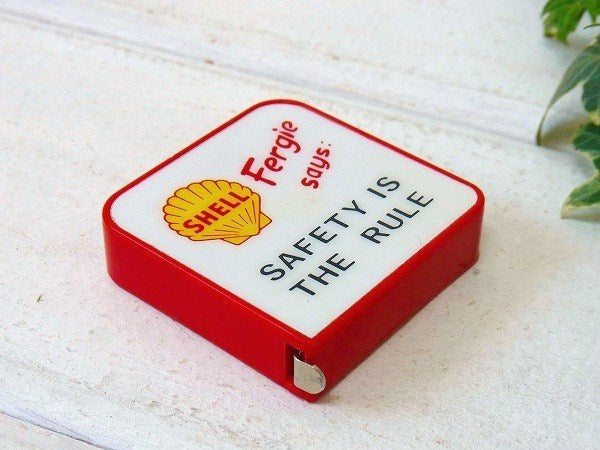 SHELL
Fergie
says:
SAFETY IS
THE RULE